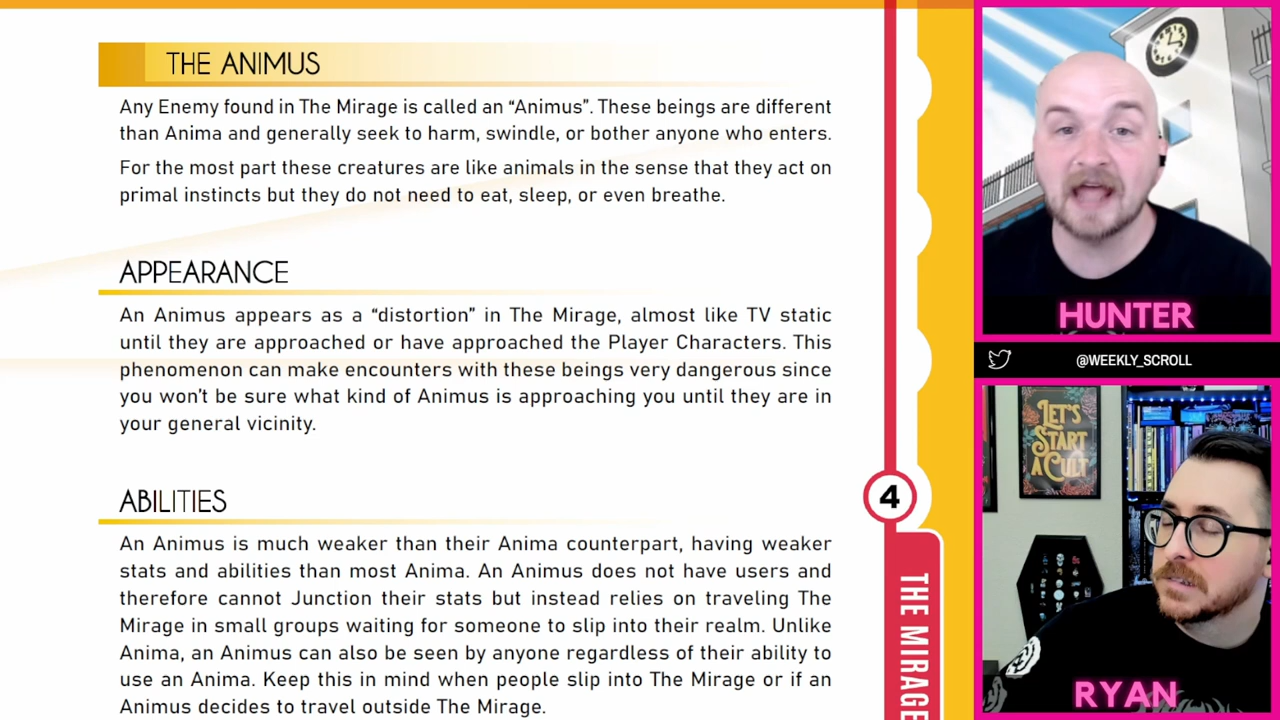 THE ANIMUS
Any Enemy found in The Mirage is called an “Animus”. These beings are different
than Anima and generally seek to harm, swindle, or bother anyone who enters.
For the most part these creatures are like animals in the sense that they act on
primal instincts but they do not need to eat, sleep, or even breathe.
APPEARANCE
An Animus appears as a “distortion” in The Mirage, almost like TV static
until they are approached or have approached the Player Characters. This
phenomenon can make encounters with these beings very dangerous since
you won’t be sure what kind of Animus is approaching you until they are in
your general vicinity.
ABILITIES
An Animus is much weaker than their Anima counterpart, having weaker
stats and abilities than most Anina. An Animus does not have users and
therefore cannot Junction their stats but instead relies on traveling The
Mirage in small groups waiting for someone to slip into their realm. Unlike
Anima, an Animus can also be seen by anyone regardless of their ability to
use an Anima. Keep this in mind when people slip into The Mirage or if an
Animus decides to travel outside The Mirage.
4
THE MIRAGE
HUNTER
@WEEKLY_SCROLL
LET'S
START
A CULT
RYAN